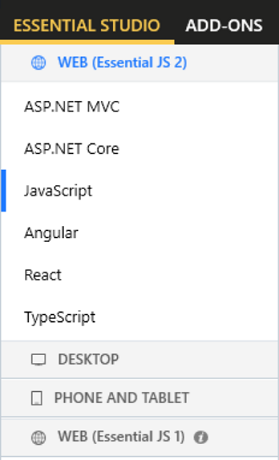 ESSENTIAL STUDIO ADD-ONS
WEB (Essential JS 2)
ASP.NET MVC
ASP.NET Core
JavaScript
Angular
React
TypeScript
DESKTOP
PHONE AND TABLET
WEB (Essential JS 1) i